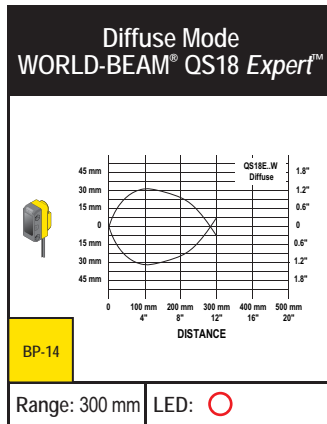 Diffuse Mode
WORLD-BEAM® QS18 Expert™
QS18E..W
Diffuse
45 mm
30 mm
15 mm
0
15 mm
30 mm
45 mm
1.8"
1.2"
0.6"
0
0.6"
1.2"
1.8"
0 100 mm 200 mm 300 mm 400 mm 500 mm
4" 8" 12" 16" 20"
DISTANCE
BP-14
Range: 300 mm LED: